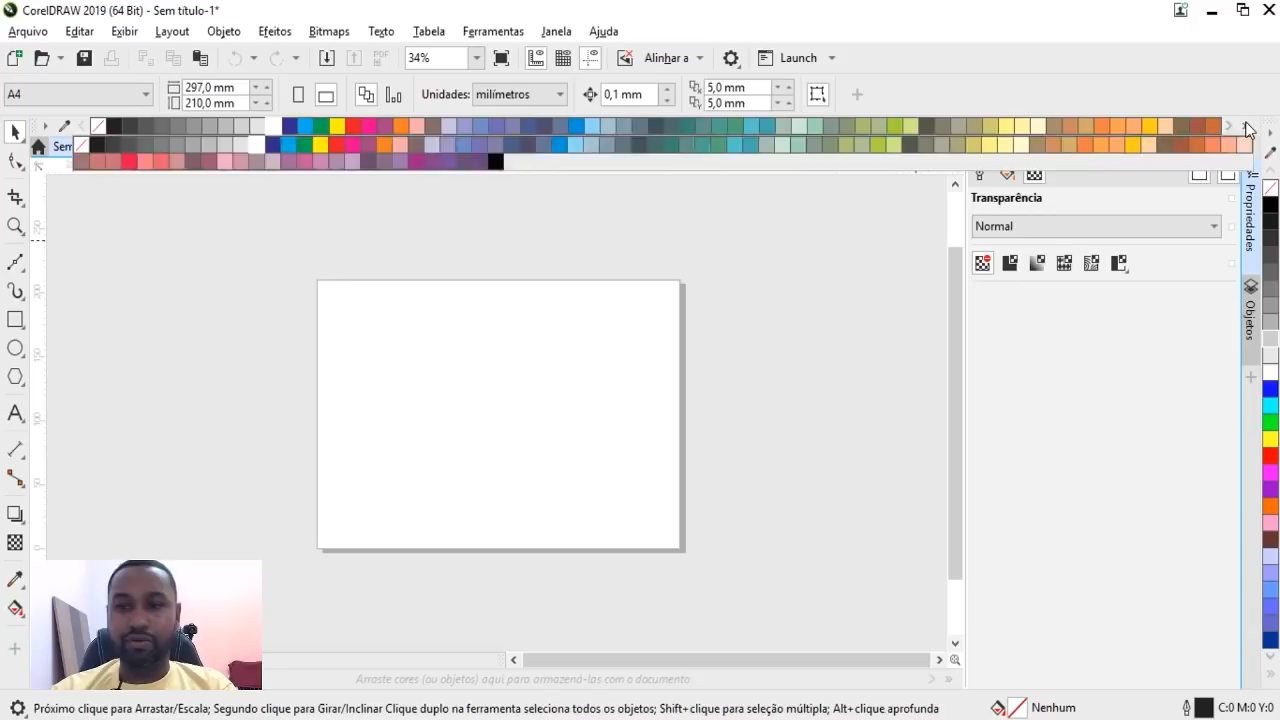 CorelDRAW 2019 (64 Bit) - Sem título-1*
Arquivo Editar Exibir Layout Objeto Efeitos Bitmaps Texto Tabela Ferramentas Janela Ajuda
34% Alinhar a Launch
A4 297,0 mm 210,0 mm Unidades: milímetros 0,1 mm 5,0 mm 5,0 mm
Sem
Transparência
Normal
Propriedades
Objetos
Arraste cores (ou objetos) aqui para armazená-las com o documento
Próximo clique para Arrastar/Escala; Segundo clique para Girar/Inclinar Clique duplo na ferramenta seleciona todos os objetos; Shift+clique para seleção múltipla; Alt+clique aprofunda Nenhum C:0 M:0 Y:0